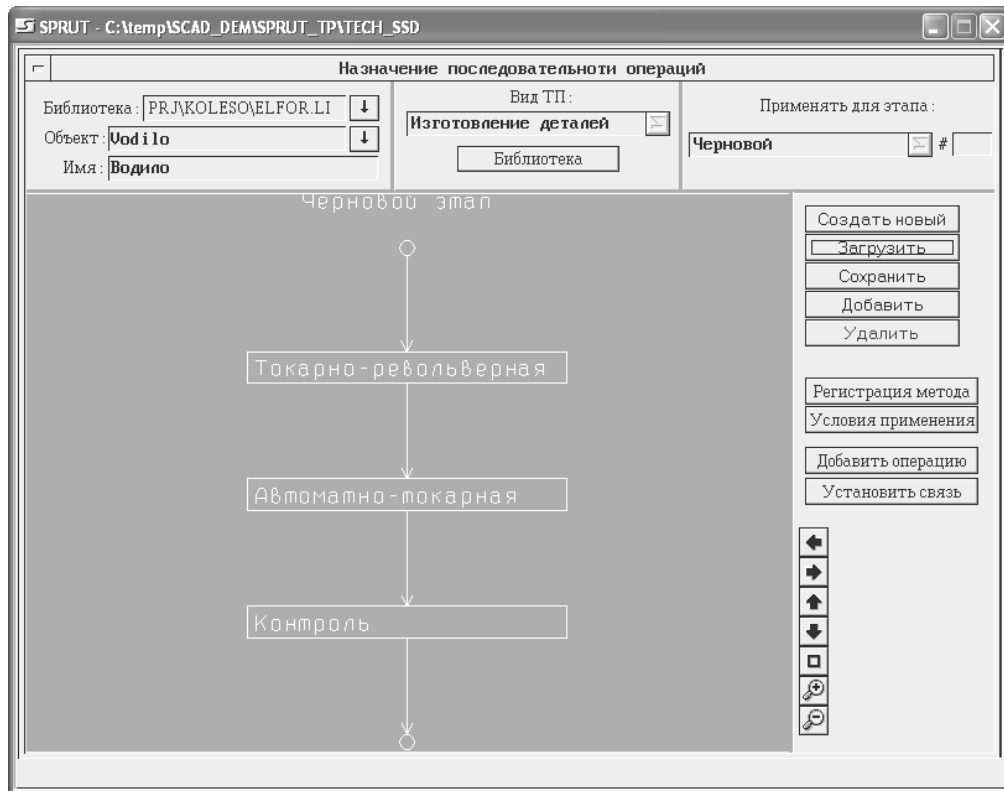 SPRUT - C:\temp\SCAD_DEM\SPRUT_TP\TECH_SSD
Назначение последовательноти операций
Библиотека: PRJ\KOLESO\ELFOR.LI
Объект: Vodilo
Имя: Водило
Вид ТП:
Изготовление деталей
Библиотека
Применять для этапа:
Черновой #
Черновой этап
Токарно-револьверная
Автоматно-токарная
Контроль
Создать новый
Загрузить
Сохранить
Добавить
Удалить
Регистрация метода
Условия применения
Добавить операцию
Установить связь